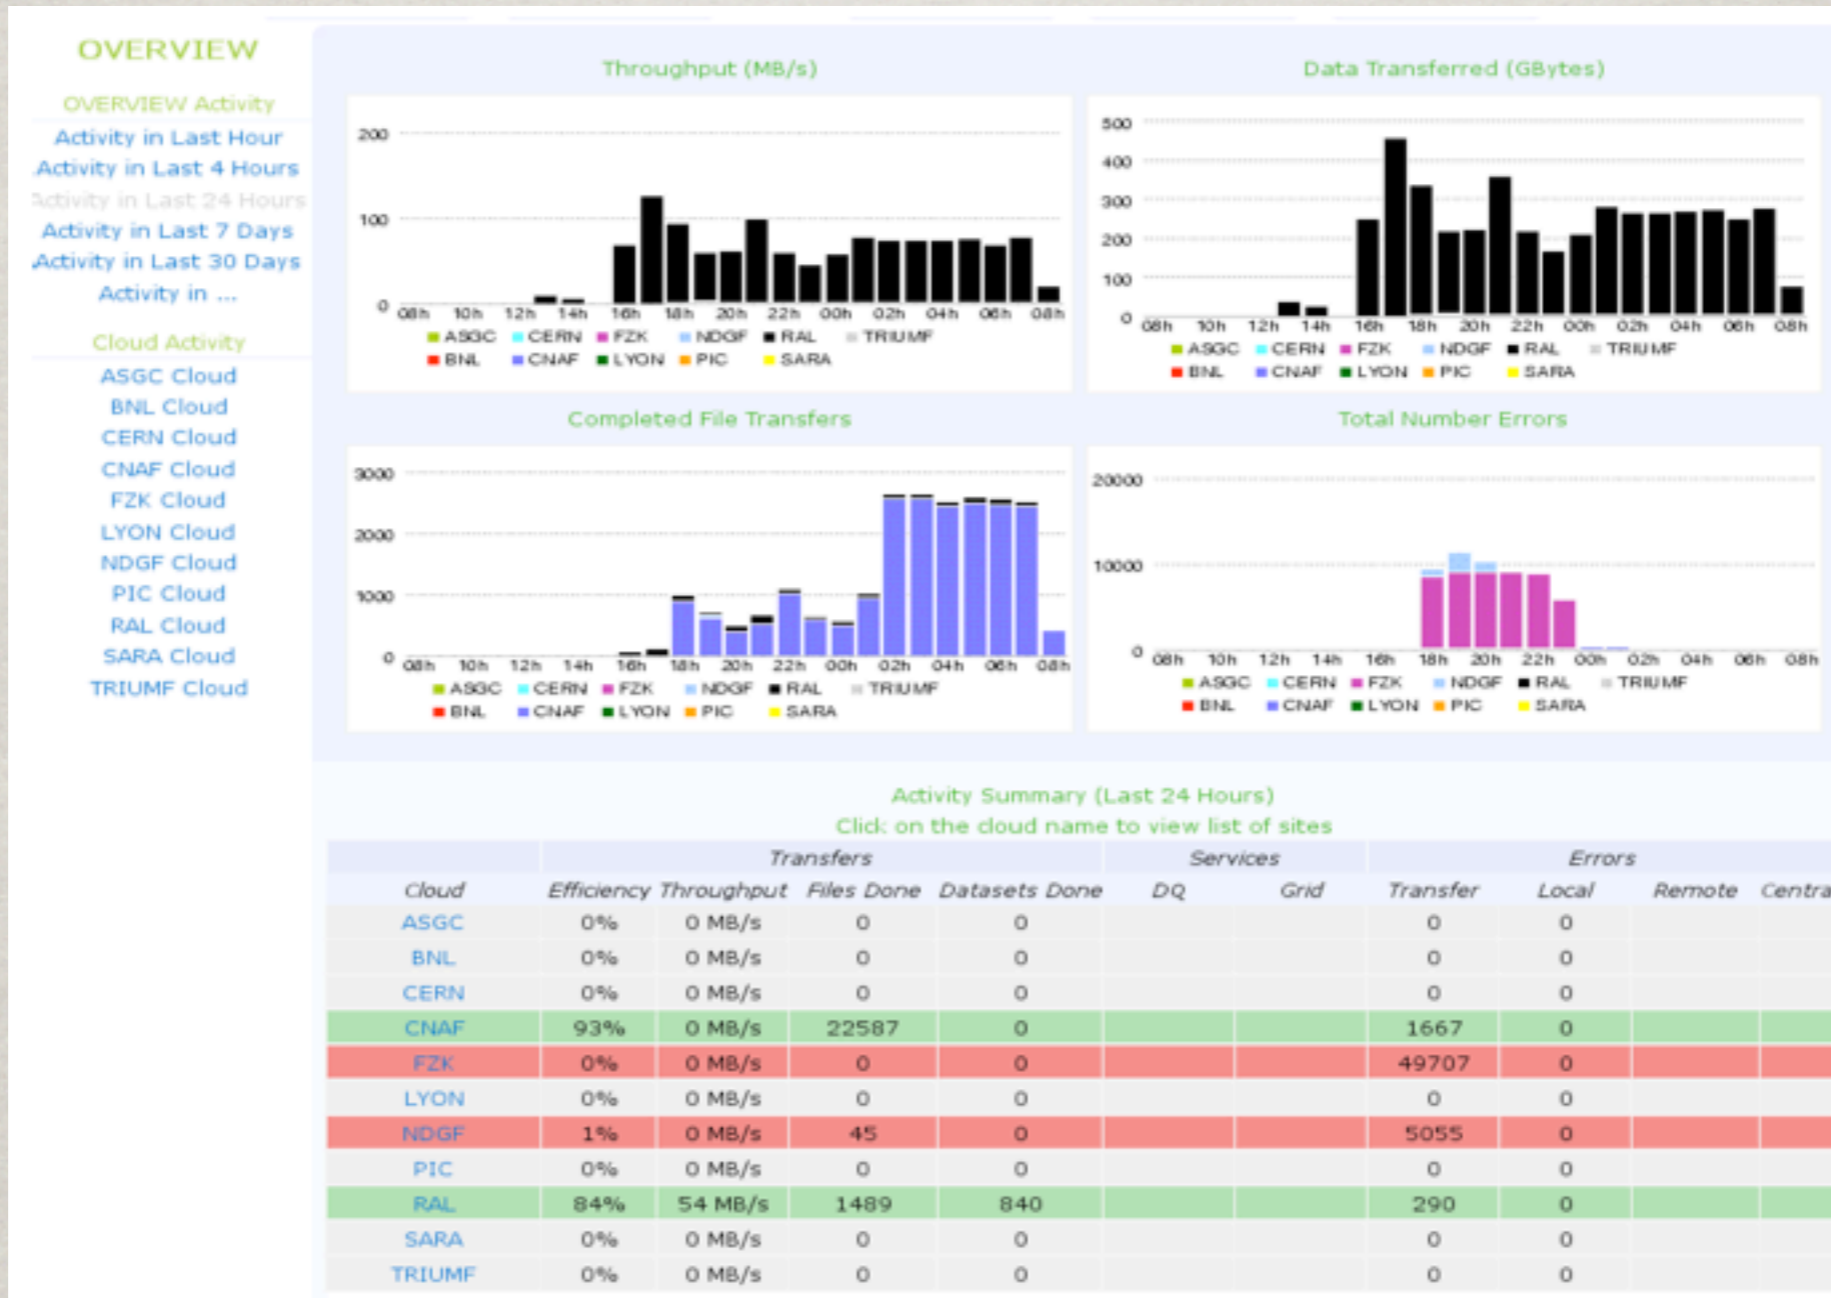 OVERVIEW
OVERVIEW Activity
Activity in Last Hour
Activity in Last 4 Hours
Activity in Last 24 Hours
Activity in Last 7 Days
Activity in Last 30 Days
Activity in ...
Cloud Activity
ASGC Cloud
BNL Cloud
CERN Cloud
CNAF Cloud
FZK Cloud
LYON Cloud
NDGF Cloud
PIC Cloud
RAL Cloud
SARA Cloud
TRIUMF Cloud
Throughput (MB/s)
200
100
0
08h 10h 12h 14h 16h 18h 20h 22h 00h 02h 04h 06h 08h
ASGC CERN FZK NDGF RAL TRIUMF
BNL CNAF LYON PIC SARA
Data Transferred (GBytes)
500
400
300
200
100
0
08h 10h 12h 14h 16h 18h 20h 22h 00h 02h 04h 06h 08h
ASGC CERN FZK NDGF RAL TRIUMF
BNL CNAF LYON PIC SARA
Completed File Transfers
3000
2000
1000
0
08h 10h 12h 14h 16h 18h 20h 22h 00h 02h 04h 06h 08h
ASGC CERN FZK NDGF RAL TRIUMF
BNL CNAF LYON PIC SARA
Total Number Errors
20000
10000
0
08h 10h 12h 14h 16h 18h 20h 22h 00h 02h 04h 06h 08h
ASGC CERN FZK NDGF RAL TRIUMF
BNL CNAF LYON PIC SARA
Activity Summary (Last 24 Hours)
Click on the cloud name to view list of sites
Transfers Services Errors
Cloud Efficiency Throughput Files Done Datasets Done DQ Grid Transfer Local Remote Centra
ASGC 0% 0 MB/s 0 0 0 0
BNL 0% 0 MB/s 0 0 0 0
CERN 0% 0 MB/s 0 0 0 0
CNAF 93% 0 MB/s 22587 0 1667 0
FZK 0% 0 MB/s 0 0 49707 0
LYON 0% 0 MB/s 0 0 0 0
NDGF 1% 0 MB/s 45 0 5055 0
PIC 0% 0 MB/s 0 0 0 0
RAL 84% 54 MB/s 1489 840 290 0
SARA 0% 0 MB/s 0 0 0 0
TRIUMF 0% 0 MB/s 0 0 0 0